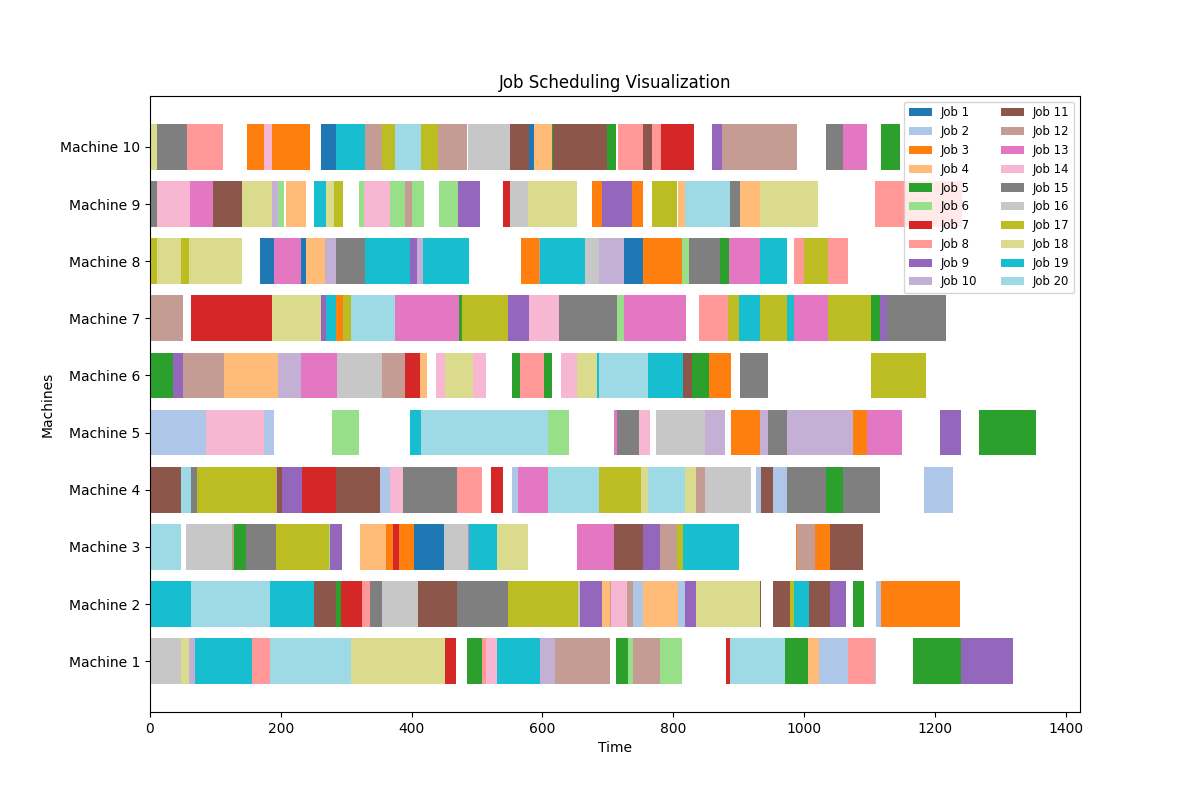 Job Scheduling Visualization
Machine 10
Machine 9
Machine 8
Machine 7
Machine 6
Machine 5
Machine 4
Machine 3
Machine 2
Machine 1
Machines
0 200 400 600 800 1000 1200 1400
Time
Job 1 Job 11
Job 2 Job 12
Job 3 Job 13
Job 4 Job 14
Job 5 Job 15
Job 6 Job 16
Job 7 Job 17
Job 8 Job 18
Job 9 Job 19
Job 10 Job 20